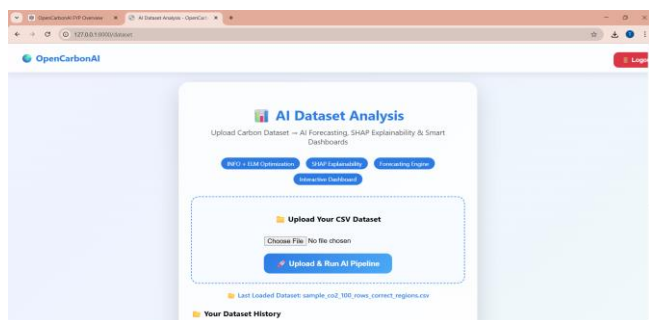 OpenCarbonAI FYP Overview
AI Dataset Analysis - OpenCarb
127.0.0.1:8000/dataset
OpenCarbonAI
Logo
AI Dataset Analysis
Upload Carbon Dataset → AI Forecasting, SHAP Explainability & Smart
Dashboards
INFO + ELM Optimization
SHAP Explainability
Forecasting Engine
Interactive Dashboard
Upload Your CSV Dataset
Choose File No file chosen
Upload & Run AI Pipeline
Last Loaded Dataset: sample_co2_100_rows_correct_regions.csv
Your Dataset History